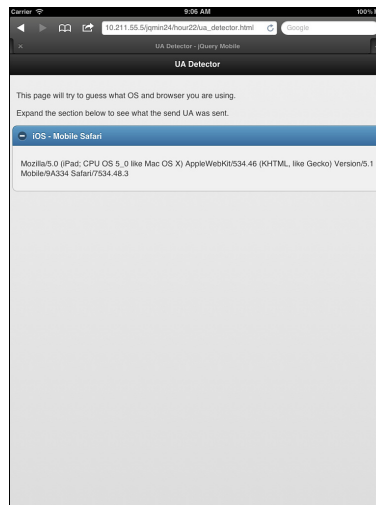 Carrier 9:06 AM 100%
10.211.55.5/jqmin24/hour22/ua_detector.html Google
UA Detector - jQuery Mobile
UA Detector
This page will try to guess what OS and browser you are using.
Expand the section below to see what the send UA was sent.
iOS - Mobile Safari
Mozilla/5.0 (iPad; CPU OS 5_0 like Mac OS X) AppleWebKit/534.46 (KHTML, like Gecko) Version/5.1
Mobile/9A334 Safari/7534.48.3